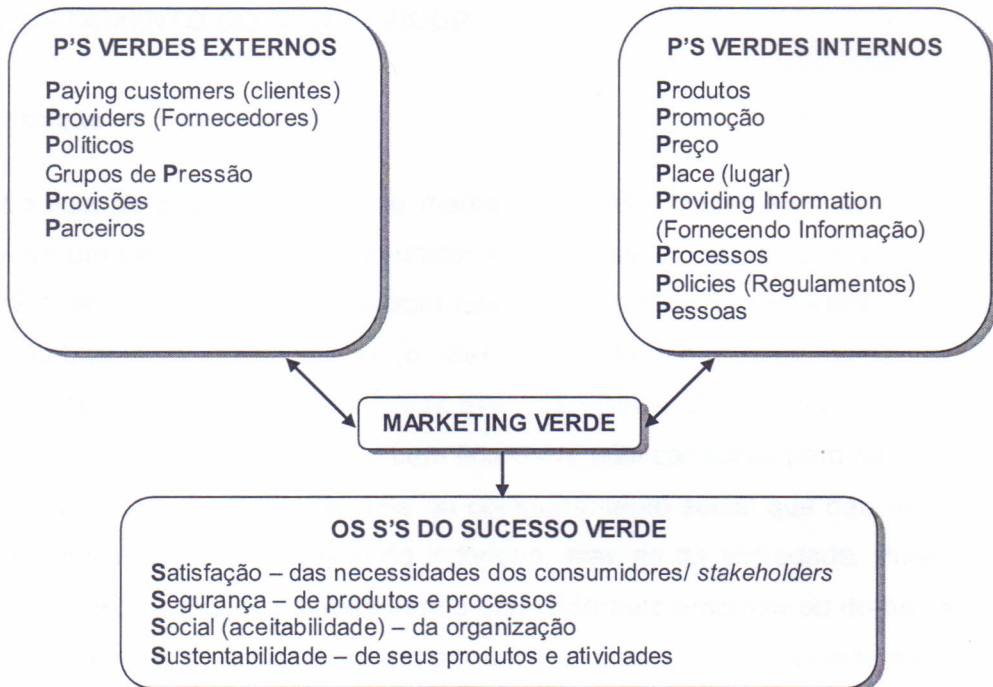 P'S VERDES EXTERNOS
Paying customers (clientes)
Providers (Fornecedores)
Políticos
Grupos de Pressão
Provisões
Parceiros
P'S VERDES INTERNOS
Produtos
Promoção
Preço
Place (lugar)
Providing Information
(Fornecendo Informação)
Processos
Policies (Regulamentos)
Pessoas
MARKETING VERDE
OS S'S DO SUCESSO VERDE
Satisfação – das necessidades dos consumidores/ stakeholders
Segurança – de produtos e processos
Social (aceitabilidade) – da organização
Sustentabilidade – de seus produtos e atividades